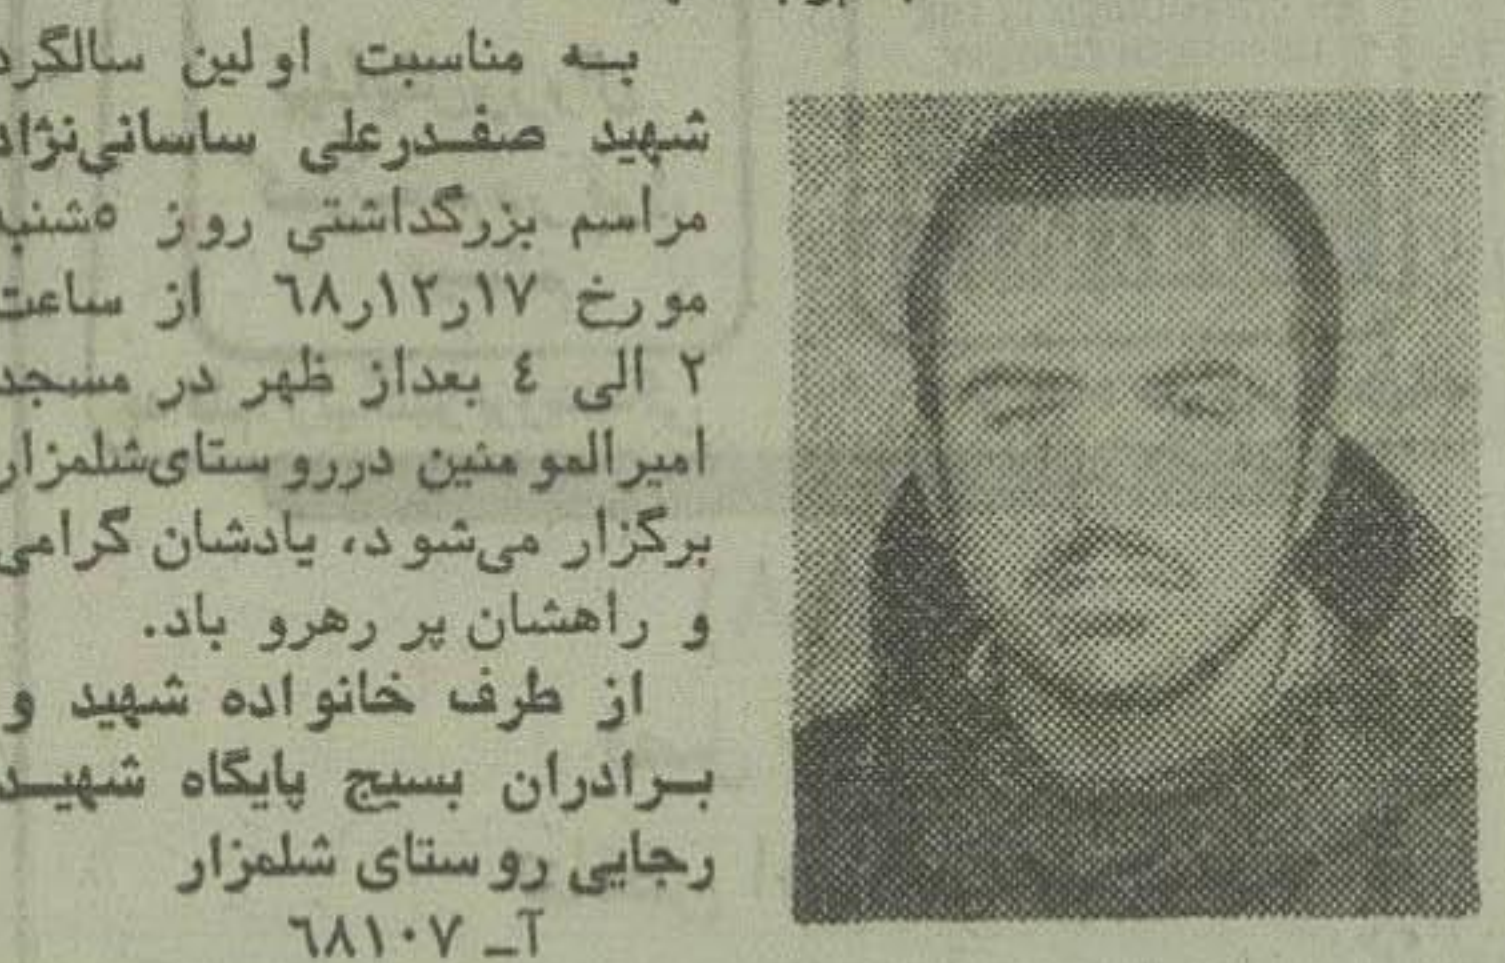 به مناسبت اولین سالگرد
شهید صفدرعلی ساسانی‌نژاد
مراسم بزرگداشتی روز ۵شنبه
مورخ ۱۷ر۱۲ر۶۸ از ساعت
۲ الی ٤ بعداز ظهر در مسجد
امیرالمومنین درروستای‌شلمزار
برگزار می‌شود، یادشان گرامی
و راهشان پر رهرو باد.
از طرف خانواده شهید و
برادران بسیج پایگاه شهید
رجایی روستای شلمزار
آـ ۶۸۱۰۷